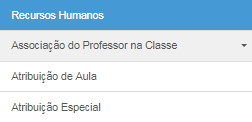 Recursos Humanos
Associação do Professor na Classe
Atribuição de Aula
Atribuição Especial